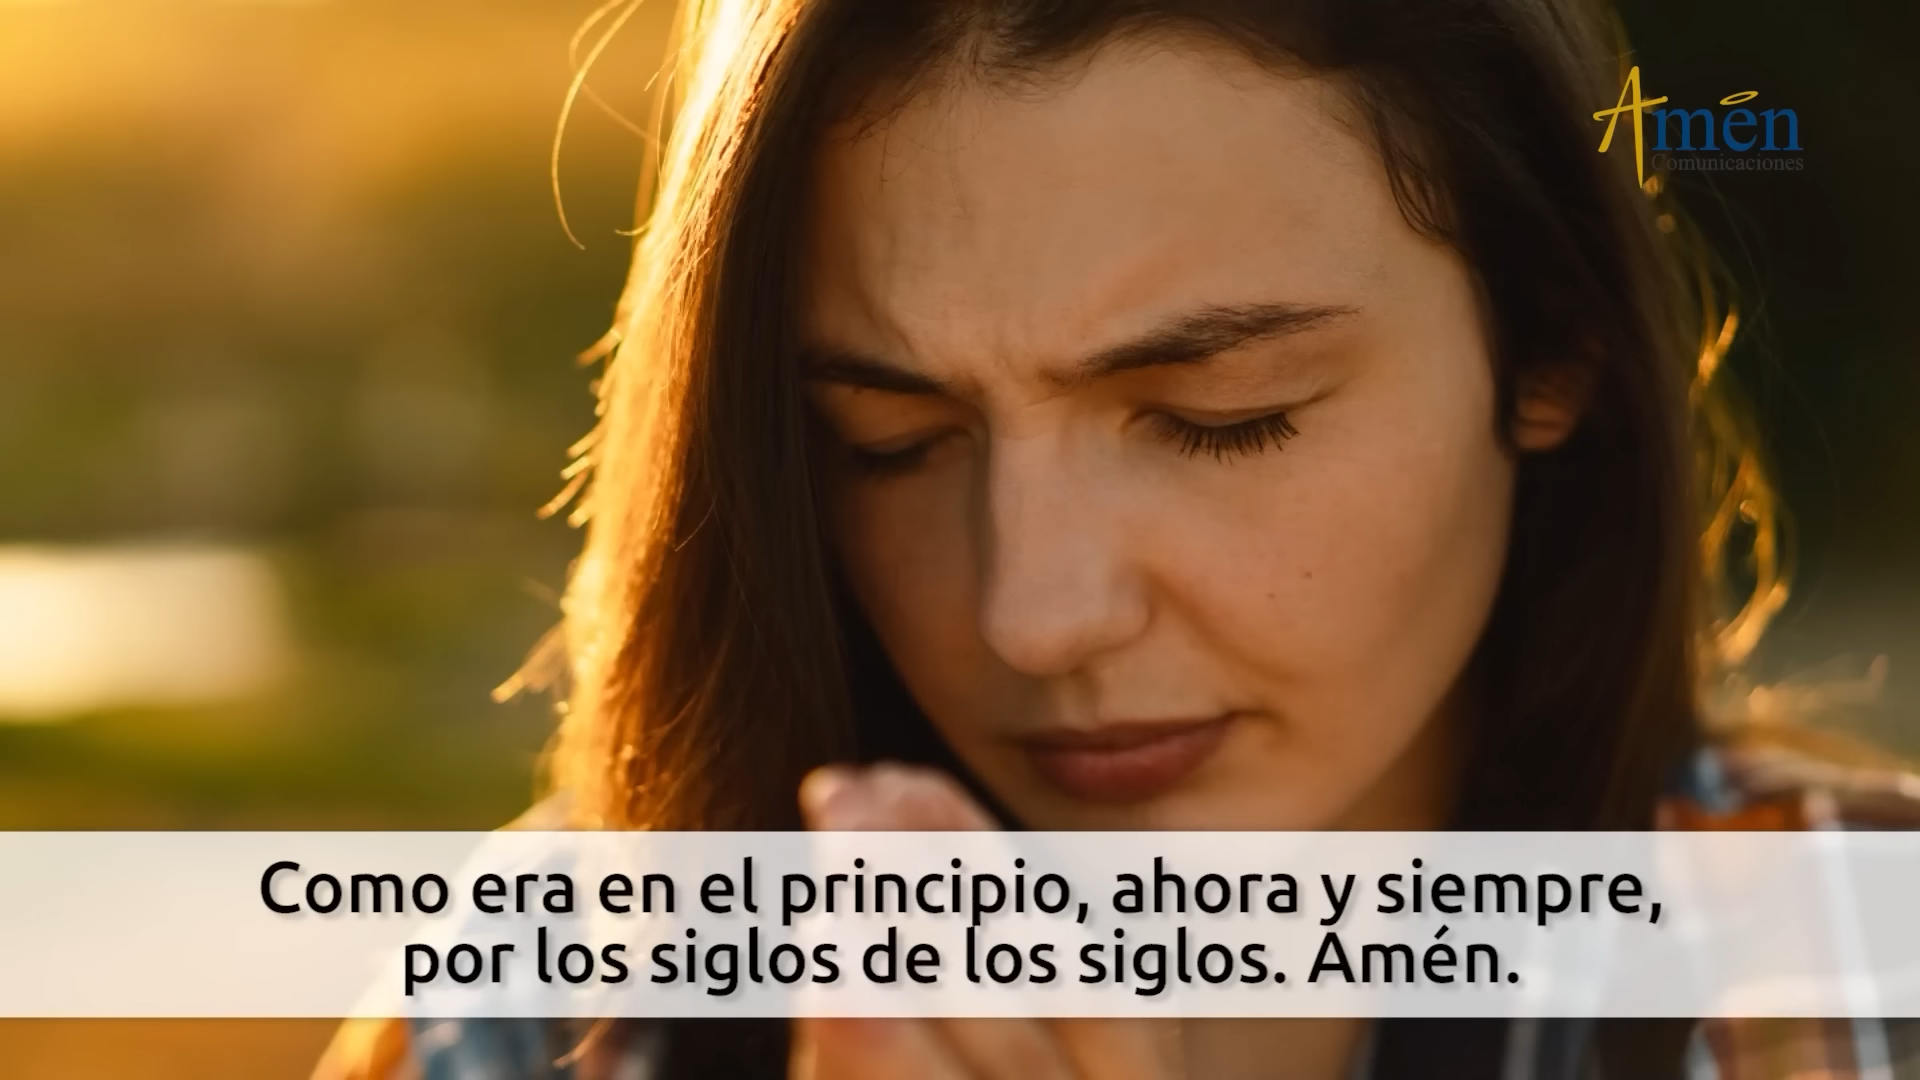 Amén
Comunicaciones
Como era en el principio, ahora y siempre,
por los siglos de los siglos. Amén.